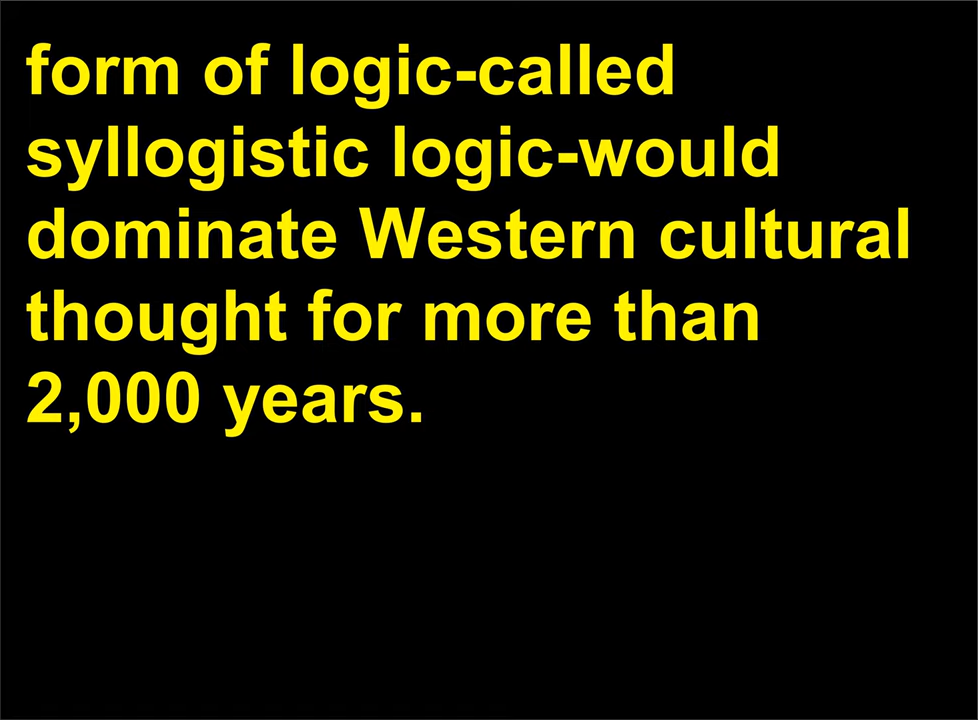 form of logic-called
syllogistic logic-would
dominate Western cultural
thought for more than
2,000 years.